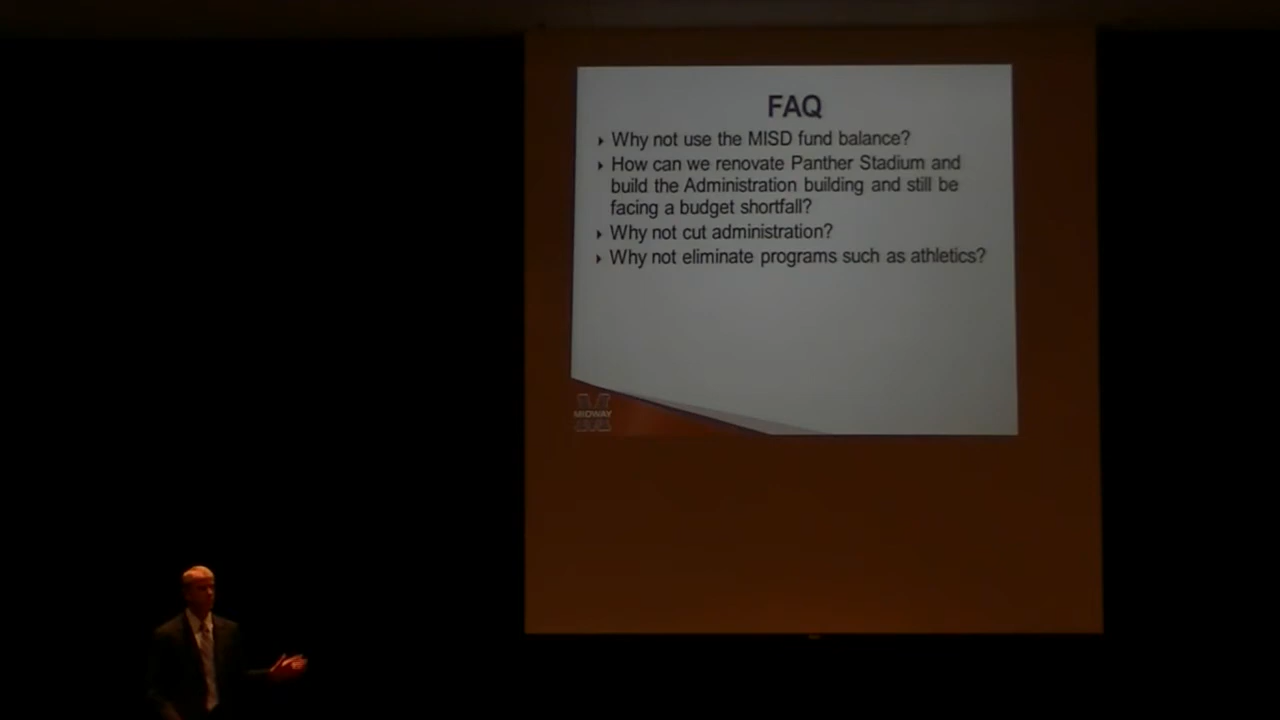 FAQ
Why not use the MISD fund balance?
How can we renovate Panther Stadium and
build the Administration building and still be
facing a budget shortfall?
Why not cut administration?
Why not eliminate programs such as athletics?
MIDWAY